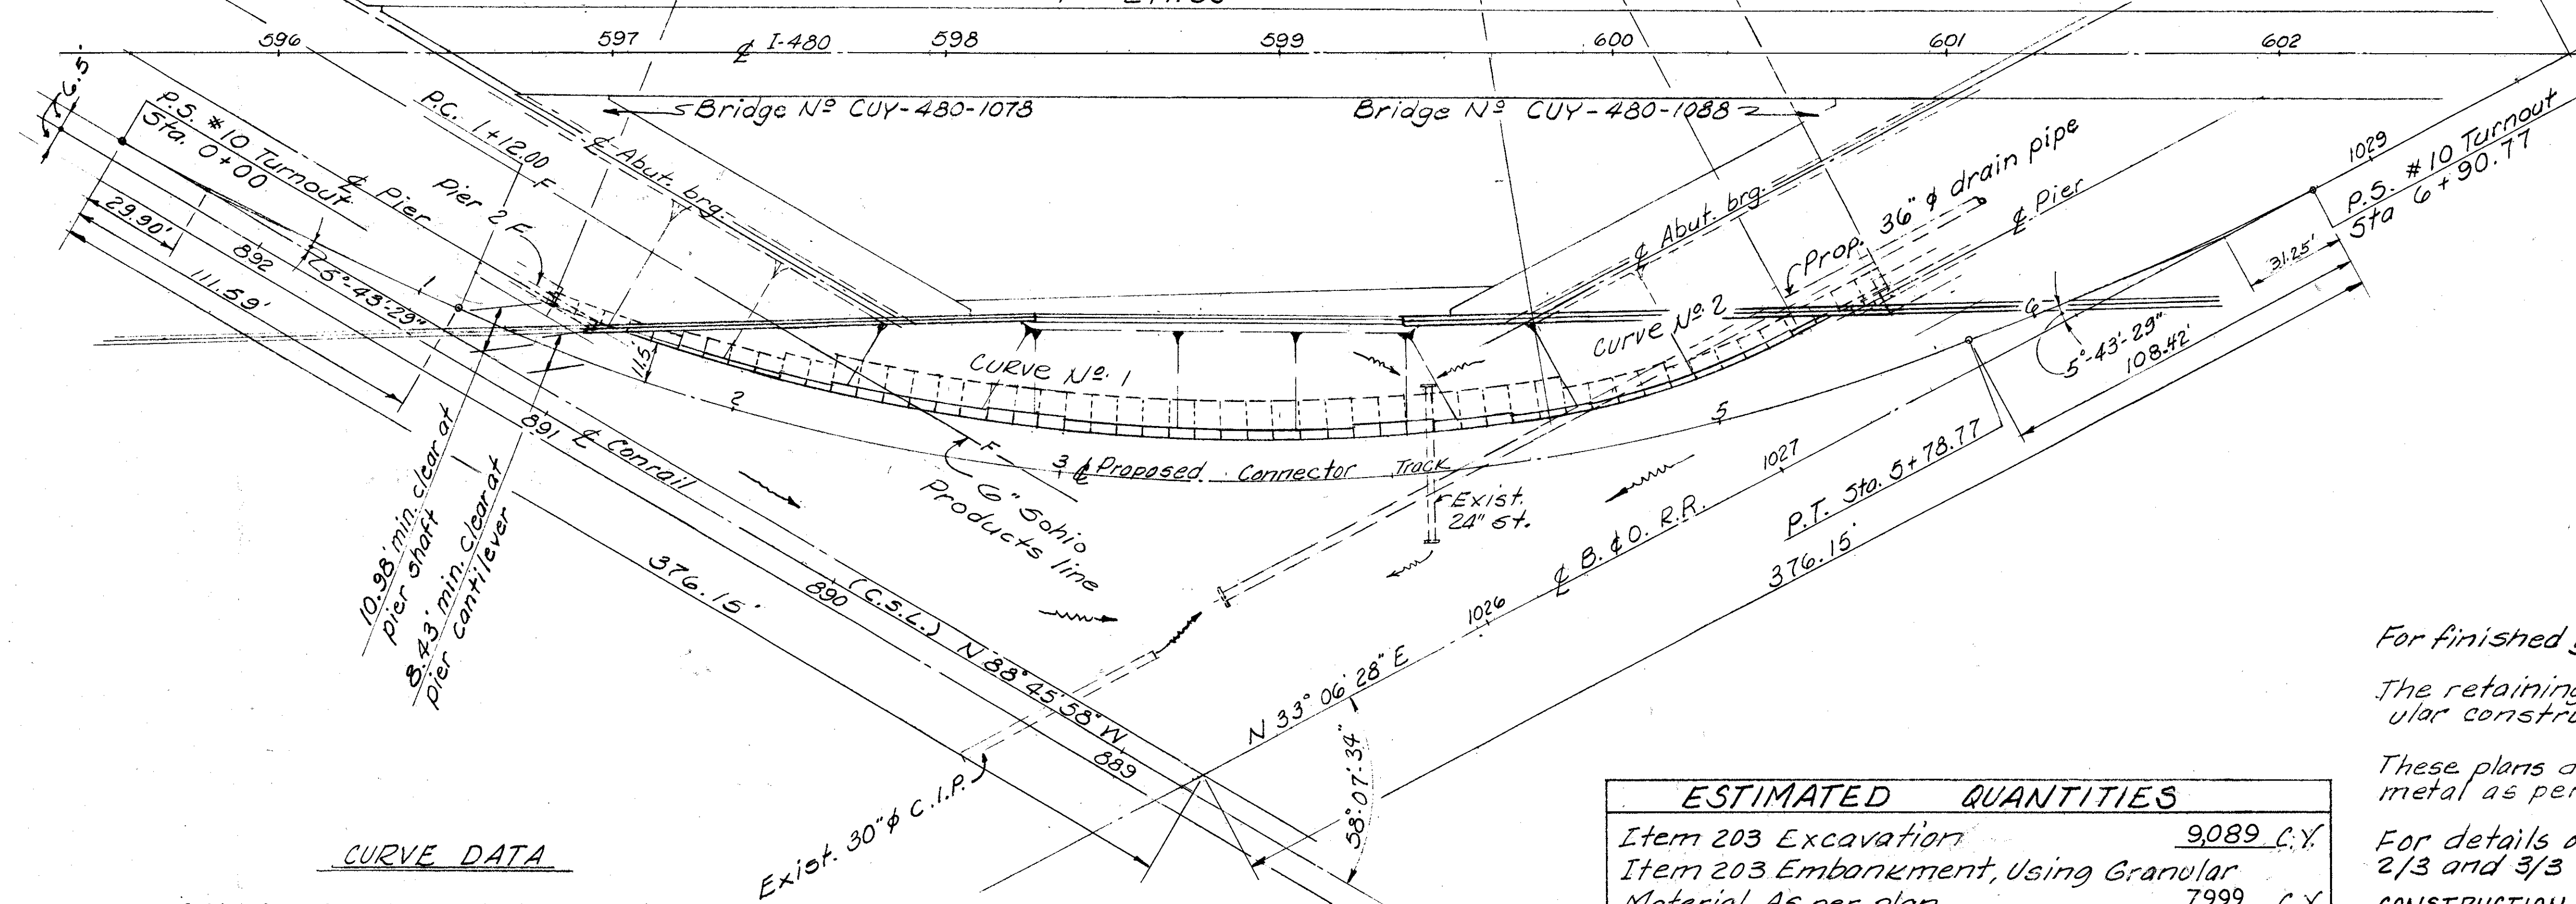 596
597
℄ I-480
598
599
600
601
602
6.5'
P.S. #10 Turnout
Sta. 0+00
P.C. 1+12.00
F
Bridge Nº CUY-480-1078
Bridge Nº CUY-480-1088
℄ Abut. brg.
℄ Pier
Pier 2 F
29.90'
111.59'
892
5°-43'-29"
1
11.5'
2
CURVE Nº. 1
℄ Abut. brg.
Prop. 36" ϕ drain pipe
℄ Pier
Curve Nº. 2
1029
P.S. #10 Turnout
Sta 6+90.77
31.25'
6
5°-43'-29"
108.42'
5
891
℄ Conrail
10.98' min. clear at
pier shaft
8.43' min. clear at
pier cantilever
F
6" Sohio
Products line
3
℄ Proposed Connector Track
Exist.
24" st.
1027
P.T. Sta. 5+78.77
℄ B. & O. R.R.
376.15'
376.15'
890
(C.S.L.) N 88° 45' 58" W
1026
N 33° 06' 28" E
889
58°-07'-34"
Exist. 30" ϕ C.I.P.
CURVE DATA
ESTIMATED QUANTITIES
Item 203 Excavation 9,089 C.Y.
Item 203 Embankment, Using Granular
Material As per plan 7999 C.Y.
For finished
The retaining
ular constru
These plans
metal as per
For details
2/3 and 3/3
CONSTRUCTION